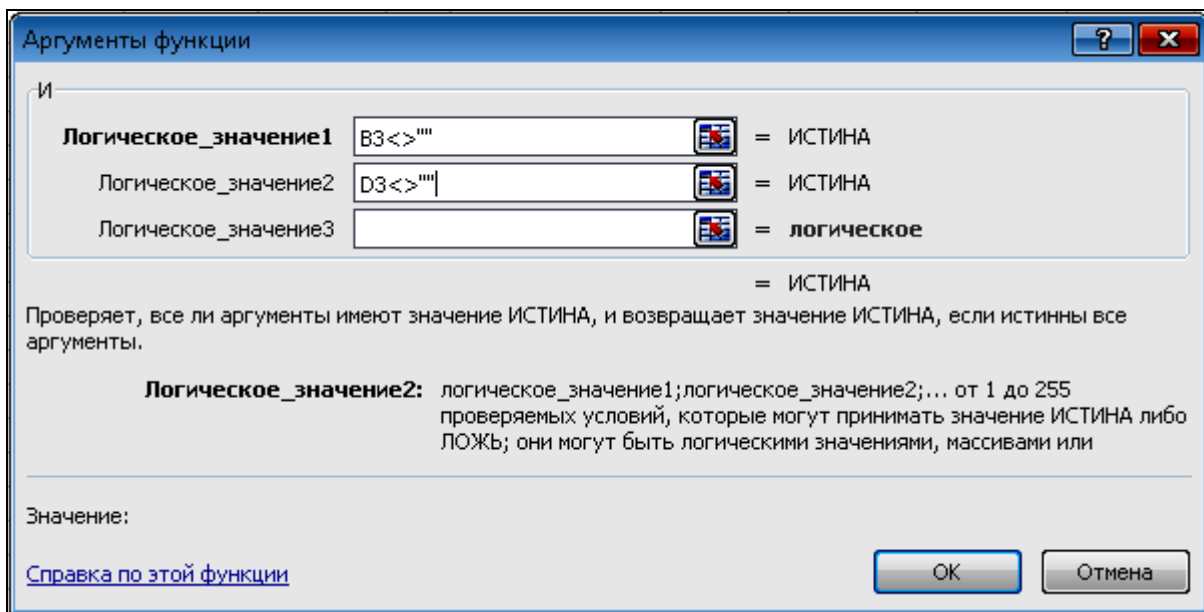 Аргументы функции
И
Логическое_значение1 B3<>"" = ИСТИНА
Логическое_значение2 D3<>"" = ИСТИНА
Логическое_значение3 = логическое
= ИСТИНА
Проверяет, все ли аргументы имеют значение ИСТИНА, и возвращает значение ИСТИНА, если истинны все
аргументы.
Логическое_значение2: логическое_значение1;логическое_значение2;... от 1 до 255
проверяемых условий, которые могут принимать значение ИСТИНА либо
ЛОЖЬ; они могут быть логическими значениями, массивами или
Значение:
Справка по этой функции OK Отмена